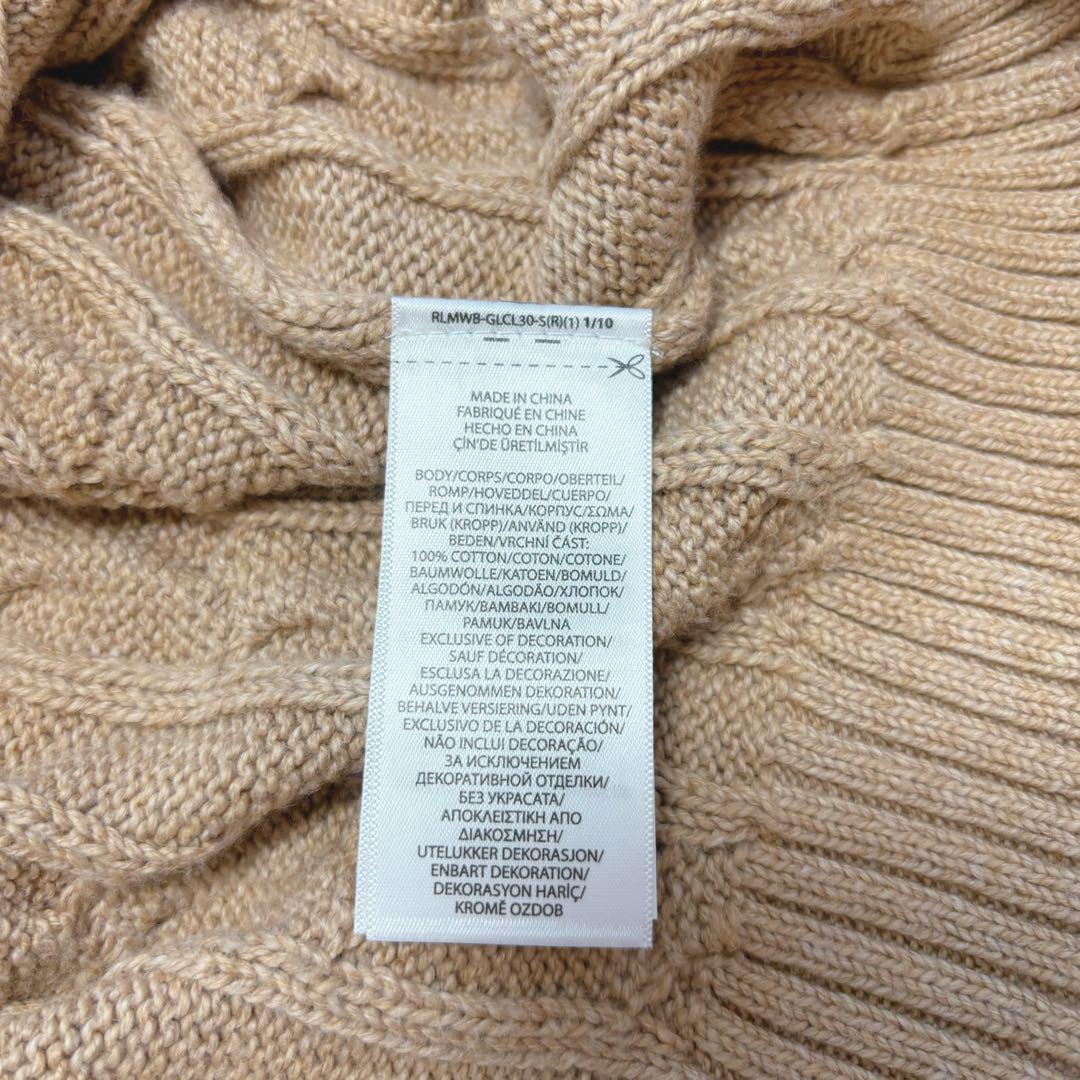 RLMWB-GLCL30-S(R)(1) 1/10
MADE IN CHINA
FABRIQUÉ EN CHINE
HECHO EN CHINA
ÇİN'DE ÜRETİLMİŞTİR
BODY/CORPS/CORPO/OBERTEIL/
ROMP/HOVEDDEL/CUERPO/
ПЕРЕД И СПИНКА/КОРПУС/ΣΩΜΑ/
BRUK (KROPP)/ANVÄND (KROPP)/
BEDEN/VRCHNÍ ČÁST:
100% COTTON/COTON/COTONE/
BAUMWOLLE/KATOEN/BOMULD/
ALGODÓN/ALGODÃO/ХЛОПОК/
ПАМУК/ΒΑΜΒΑΚΙ/BOMULL/
PAMUK/BAVLNA
EXCLUSIVE OF DECORATION/
SAUF DÉCORATION/
ESCLUSA LA DECORAZIONE/
AUSGENOMMEN DEKORATION/
BEHALVE VERSIERING/UDEN PYNT/
EXCLUSIVO DE LA DECORACIÓN/
NÃO INCLUI DECORAÇÃO/
ЗА ИСКЛЮЧЕНИЕМ
ДЕКОРАТИВНОЙ ОТДЕЛКИ/
БЕЗ УКРАСАТА/
ΑΠΟΚΛΕΙΣΤΙΚΗ ΑΠΟ
ΔΙΑΚΟΣΜΗΣΗ/
UTELUKKER DEKORASJON/
ENBART DEKORATION/
DEKORASYON HARİÇ/
KROMĚ OZDOB